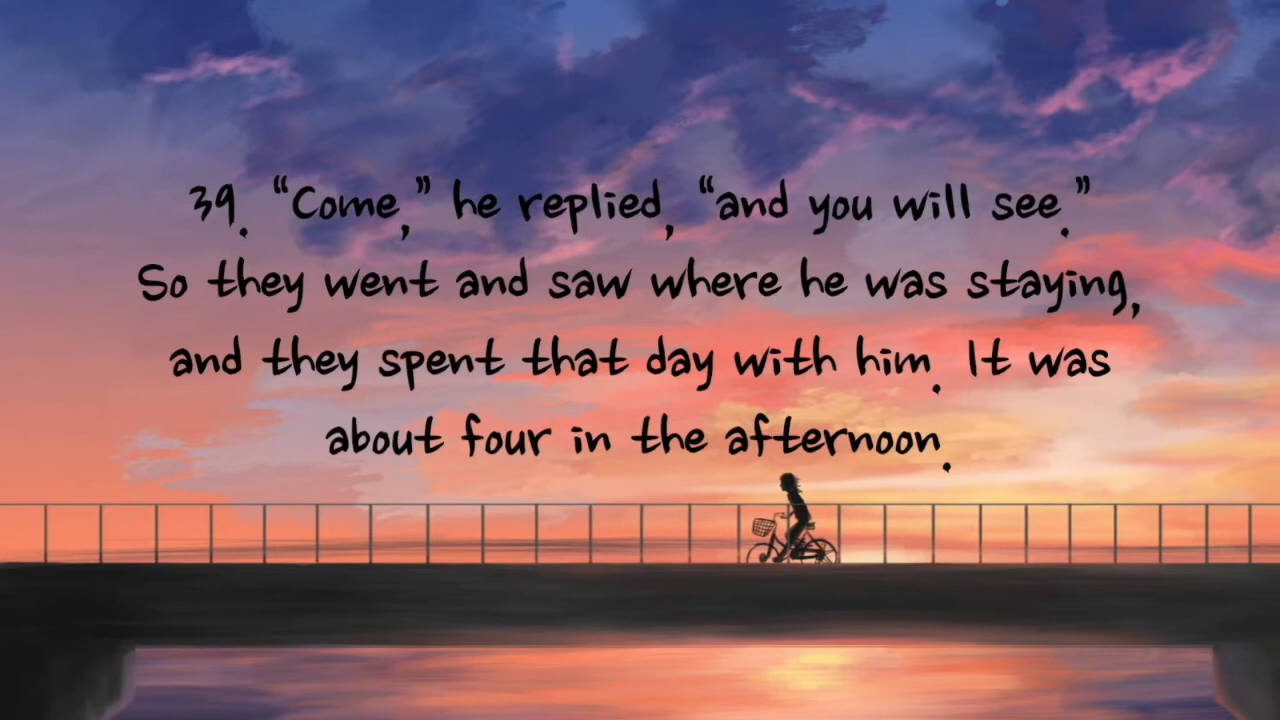 39. “Come,” he replied, “and you will see.”
So they went and saw where he was staying,
and they spent that day with him. It was
about four in the afternoon.